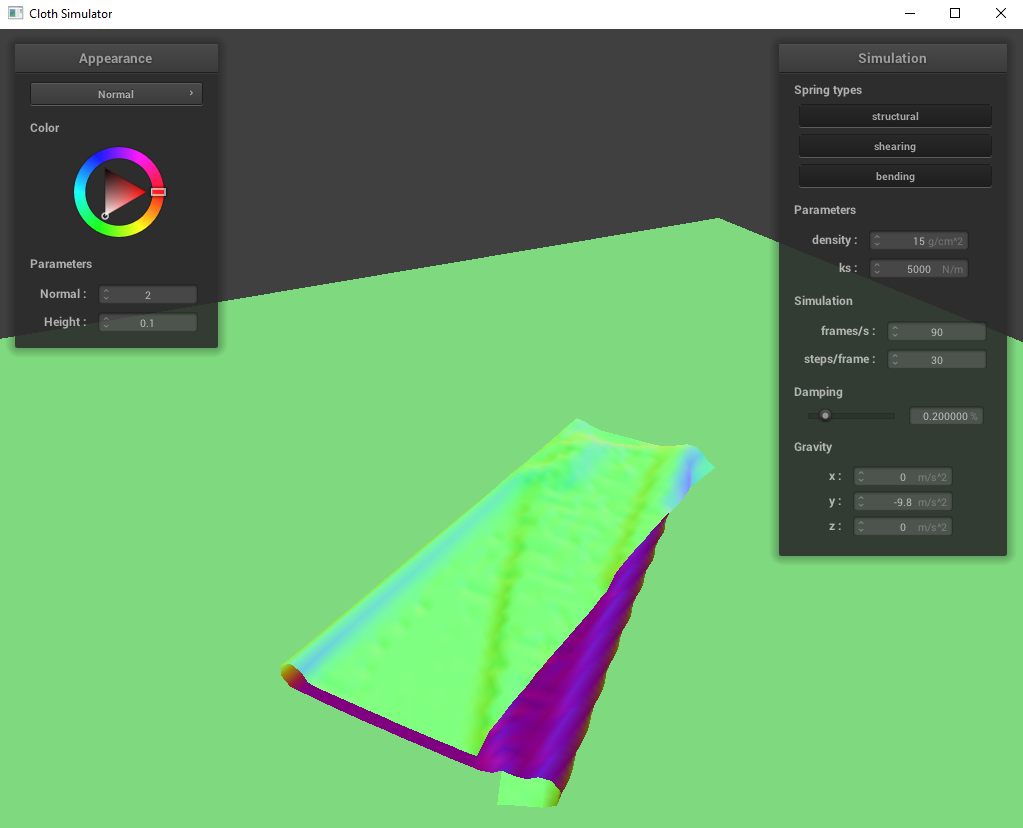 Cloth Simulator
Appearance
Normal
Color
Parameters
Normal : 2
Height : 0.1
Simulation
Spring types
structural
shearing
bending
Parameters
density : 15 g/cm^2
ks : 5000 N/m
Simulation
frames/s : 90
steps/frame : 30
Damping
0.200000 %
Gravity
x : 0 m/s^2
y : -9.8 m/s^2
z : 0 m/s^2